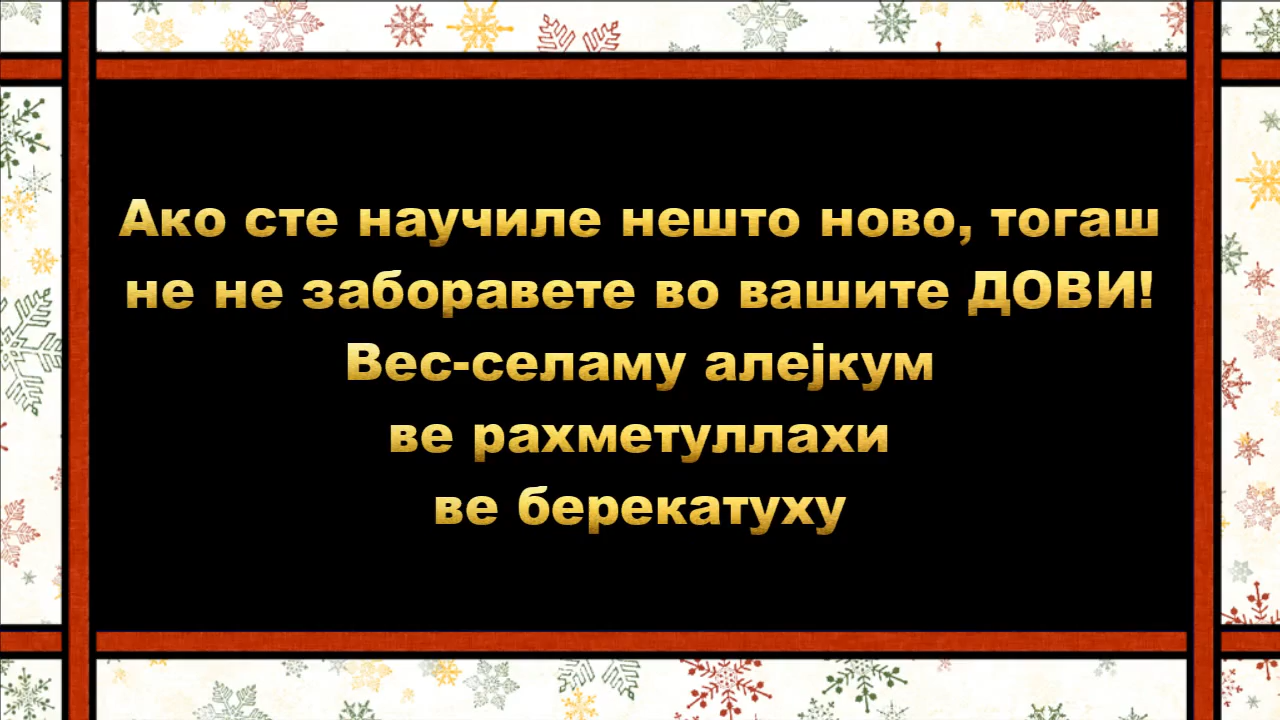 Ако сте научиле нешто ново, тогаш
не не заборавете во вашите ДОВИ!
Вес-селаму алејкум
ве рахметуллахи
ве берекатуху